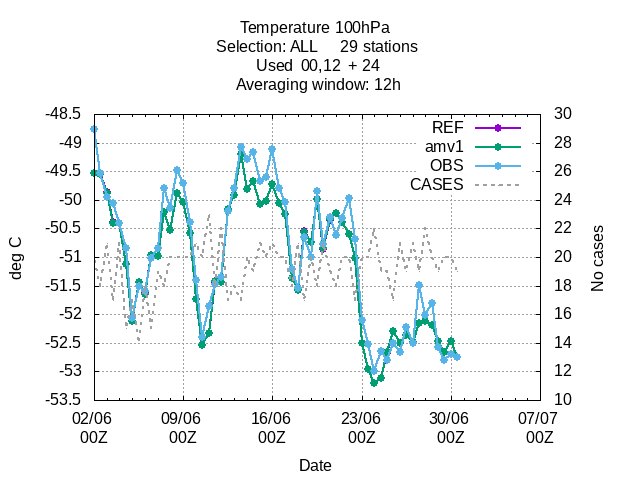 Temperature 100hPa
Selection: ALL 29 stations
Used 00,12 + 24
Averaging window: 12h
-48.5 30
-49 28
-49.5 26
-50 24
-50.5 22
-51 20
-51.5 18
-52 16
-52.5 14
-53 12
-53.5 10
REF
amv1
OBS
CASES
deg C
No cases
02/06 09/06 16/06 23/06 30/06 07/07
00Z 00Z 00Z 00Z 00Z 00Z
Date